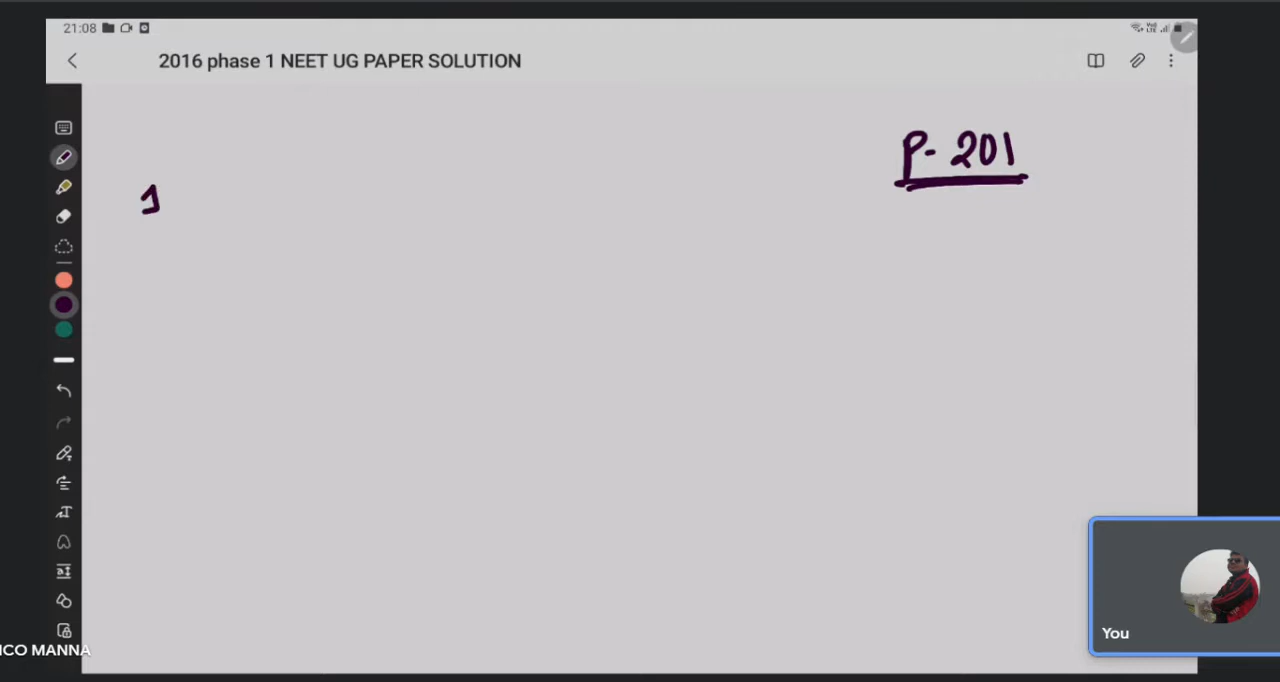 21:08
2016 phase 1 NEET UG PAPER SOLUTION
P- 201
1
You
ICO MANNA